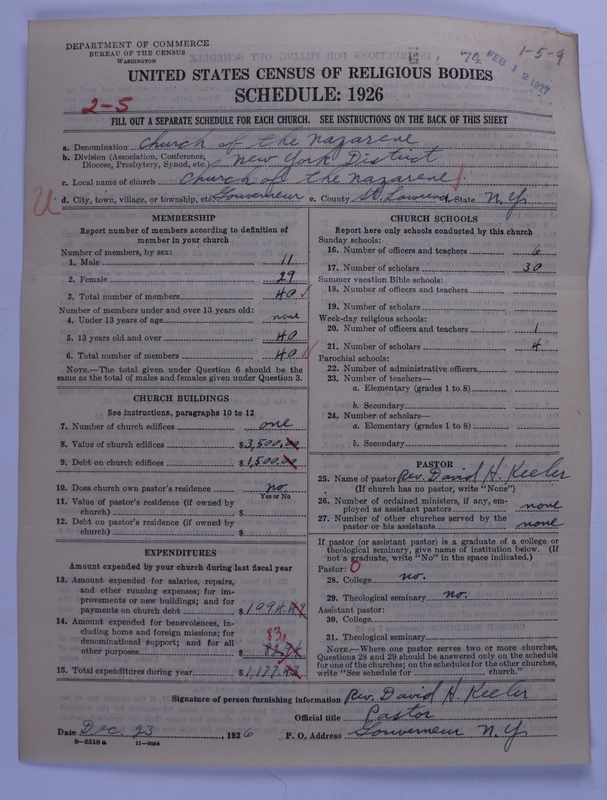 DEPARTMENT OF COMMERCE
BUREAU OF THE CENSUS
WASHINGTON
74
FEB 12 1927
1-5-9
UNITED STATES CENSUS OF RELIGIOUS BODIES
SCHEDULE: 1926
2-5
FILL OUT A SEPARATE SCHEDULE FOR EACH CHURCH. SEE INSTRUCTIONS ON THE BACK OF THIS SHEET
a. Denomination Church of the Nazarene
b. Division (Association, Conference, Diocese, Presbytery, Synod, etc.) New York District
c. Local name of church Church of the Nazarene
U
d. City, town, village, or township, etc. Gouverneur e. County St. Lawrence State N.Y.
MEMBERSHIP
Report number of members according to definition of
member in your church
Number of members, by sex:
1. Male 11
2. Female 29
3. Total number of members 40
Number of members under and over 13 years old:
4. Under 13 years of age none
5. 13 years old and over 40
6. Total number of members 40
NOTE.—The total given under Question 6 should be
same as the total of males and females given under Question 3.
CHURCH BUILDINGS
See instructions, paragraphs 10 to 12
7. Number of church edifices one
8. Value of church edifices $3,500.00
9. Debt on church edifices $1,500.00
10. Does church own pastor's residence no
Yes or No
11. Value of pastor's residence (if owned by
church) $
12. Debt on pastor's residence (if owned by
church) $
EXPENDITURES
Amount expended by your church during last fiscal year
13. Amount expended for salaries, repairs,
and other running expenses; for im-
provements or new buildings; and for
payments on church debt $
14. Amount expended for benevolences, in-
cluding home and foreign missions; for
denominational support; and for all
83.
other purposes
15. Total expenditures during year $1,177.43
CHURCH SCHOOLS
Report here only schools conducted by this church
Sunday schools:
16. Number of officers and teachers 6
17. Number of scholars 30
Summer vacation Bible schools:
18. Number of officers and teachers
19. Number of scholars
Week-day religious schools:
20. Number of officers and teachers 1
21. Number of scholars 4
Parochial schools:
22. Number of administrative officers
23. Number of teachers—
a. Elementary (grades 1 to 8)
b. Secondary
24. Number of scholars—
a. Elementary (grades 1 to 8)
b. Secondary
PASTOR
25. Name of pastor Rev. David H. Keeler
(If church has no pastor, write "None")
26. Number of ordained ministers, if any, em-
ployed as assistant pastors none
27. Number of other churches served by the
pastor or his assistants none
If pastor (or assistant pastor) is a graduate of a college or
theological seminary, give name of institution below. (If
not a graduate, write "No" in the space indicated.)
Pastor: 0
28. College no.
29. Theological seminary no.
Assistant pastor:
30. College
31. Theological seminary
NOTE.—Where one pastor serves two or more churches,
Questions 28 and 29 should be answered only on the schedule
for one of the churches; on the schedules for the other churches,
write "See schedule for church."
Signature of person furnishing information Rev. David H. Keeler
Official title Pastor
Date Dec. 23, 1926 P. O. Address Gouverneur N.Y.
8—5518a 11—9024